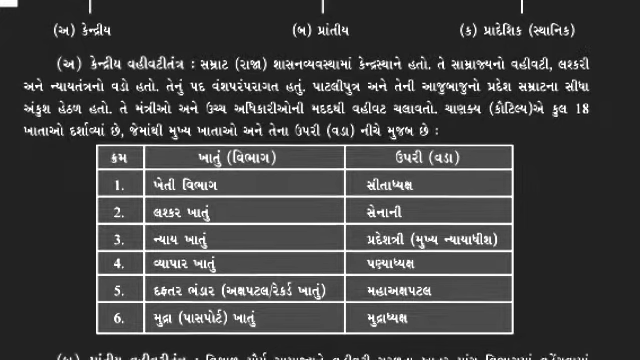 (અ) કેન્દ્રીય (બ) પ્રાંતીય (ક) પ્રાદેશિક (સ્થાનિક)
(અ) કેન્દ્રીય વહીવટીતંત્ર : સમ્રાટ (રાજા) શાસનવ્યવસ્થામાં કેન્દ્રસ્થાને હતો. તે સામ્રાજ્યનો વહીવટી, લશ્કરી
અને ન્યાયતંત્રનો વડો હતો. તેનું પદ વંશપરંપરાગત હતું. પાટલીપુત્ર અને તેની આજુબાજુનો પ્રદેશ સમ્રાટના સીધા
અંકુશ હેઠળ હતો. તે મંત્રીઓ અને ઉચ્ચ અધિકારીઓની મદદથી વહીવટ ચલાવતો. ચાણક્ય (કૌટિલ્ય)એ કુલ 18
ખાતાઓ દર્શાવ્યાં છે, જેમાંથી મુખ્ય ખાતાઓ અને તેના ઉપરી (વડા) નીચે મુજબ છે :
ક્રમ ખાતું (વિભાગ) ઉપરી (વડા)
1. ખેતી વિભાગ સીતાધ્યક્ષ
2. લશ્કર ખાતું સેનાની
3. ન્યાય ખાતું પ્રદેશત્રી (મુખ્ય ન્યાયાધીશ)
4. વ્યાપાર ખાતું પણ્યાધ્યક્ષ
5. દફતર ભંડાર (અક્ષપટલ/રેકર્ડ ખાતું) મહાઅક્ષપટલ
6. મુદ્રા (પાસપોર્ટ) ખાતું મુદ્રાધ્યક્ષ